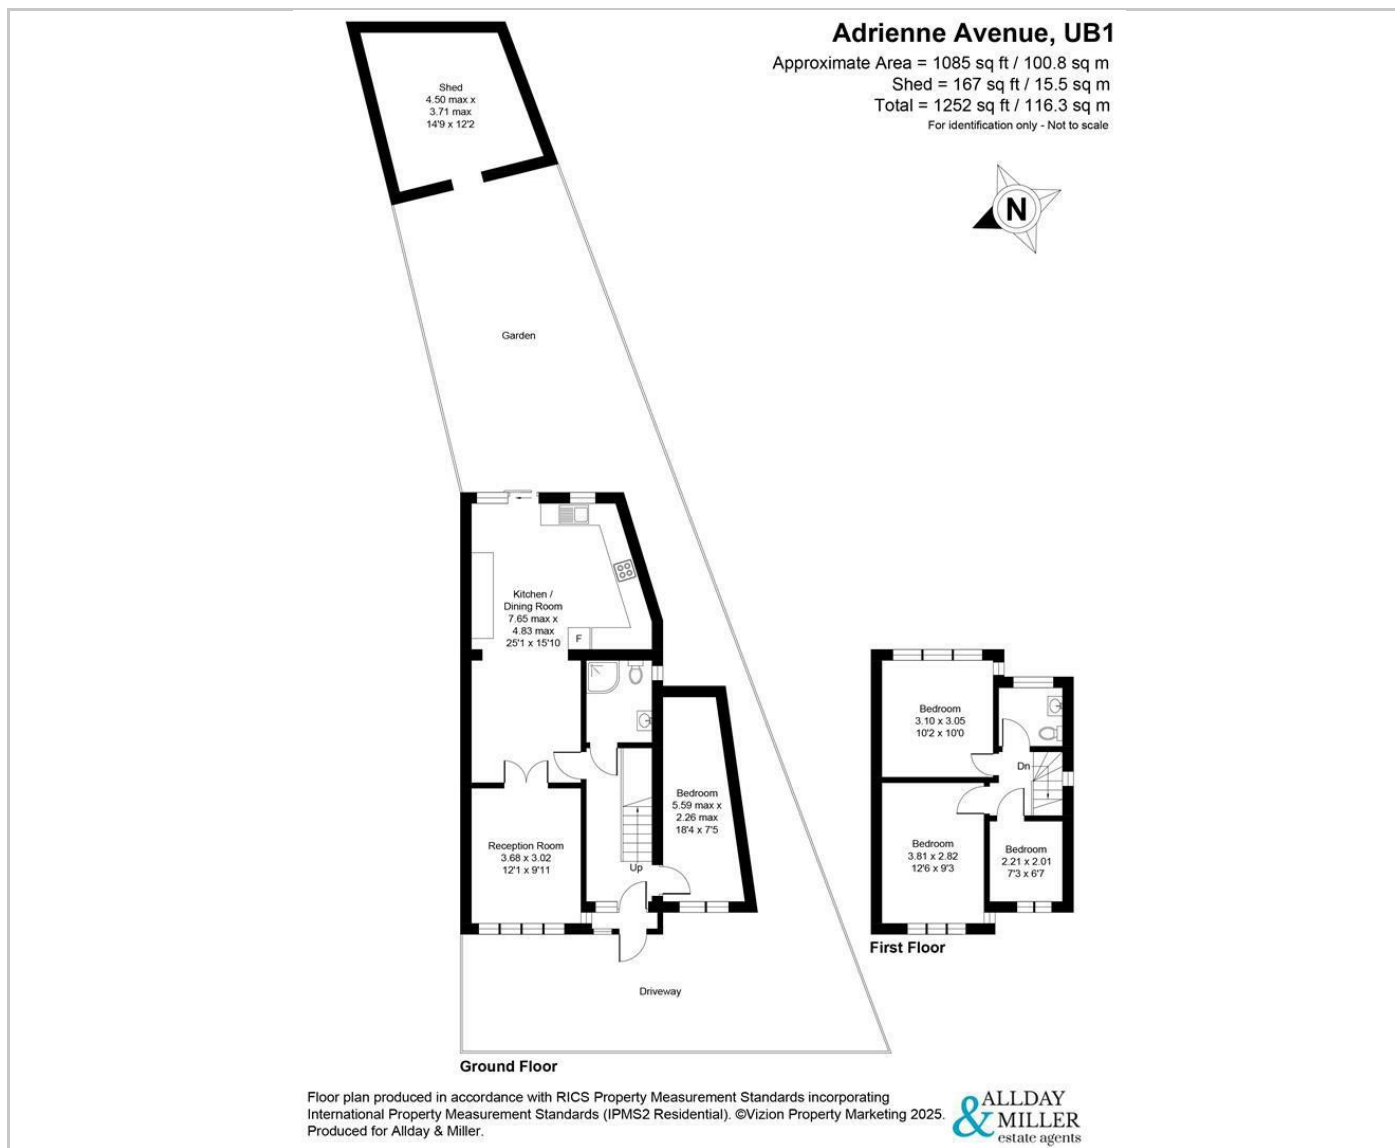 Adrienne Avenue, UB1
Approximate Area = 1085 sq ft / 100.8 sq m
Shed = 167 sq ft / 15.5 sq m
Total = 1252 sq ft / 116.3 sq m
For identification only - Not to scale
N
Shed
4.50 max x
3.71 max
14'9 x 12'2
Garden
Kitchen /
Dining Room
7.65 max x
4.83 max
25'1 x 15'10
F
Bedroom
5.59 max x
2.26 max
18'4 x 7'5
Reception Room
3.68 x 3.02
12'1 x 9'11
Up
Driveway
Ground Floor
Bedroom
3.10 x 3.05
10'2 x 10'0
Dn
Bedroom
3.81 x 2.82
12'6 x 9'3
Bedroom
2.21 x 2.01
7'3 x 6'7
First Floor
Floor plan produced in accordance with RICS Property Measurement Standards incorporating
International Property Measurement Standards (IPMS2 Residential). ©Vizion Property Marketing 2025.
Produced for Allday & Miller.
ALLDAY
& MILLER
estate agents